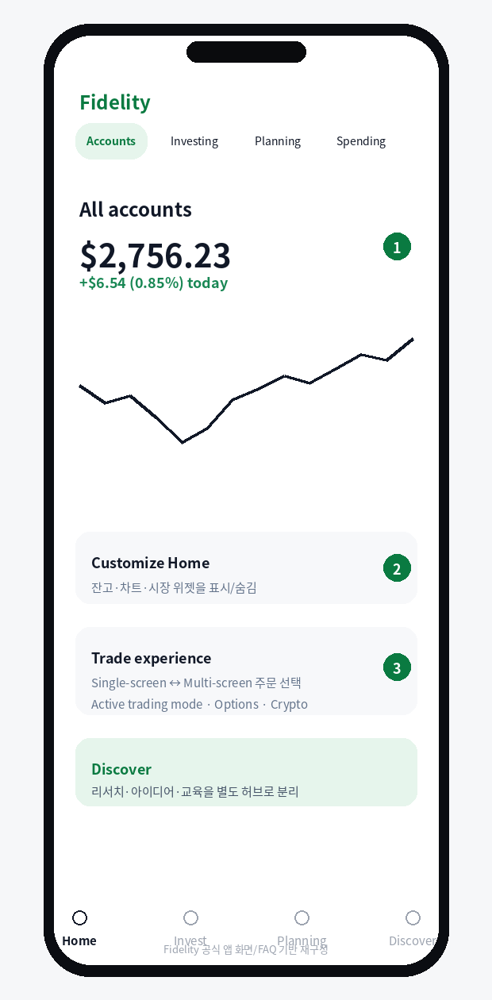 Fidelity
Accounts Investing Planning Spending
All accounts
$2,756.23
1
+$6.54 (0.85%) today
Customize Home
2
잔고·차트·시장 위젯을 표시/숨김
Trade experience
3
Single-screen ↔ Multi-screen 주문 선택
Active trading mode · Options · Crypto
Discover
리서치·아이디어·교육을 별도 허브로 분리
Home Invest Planning Discover
Fidelity 공식 앱 화면/FAQ 기반 재구성